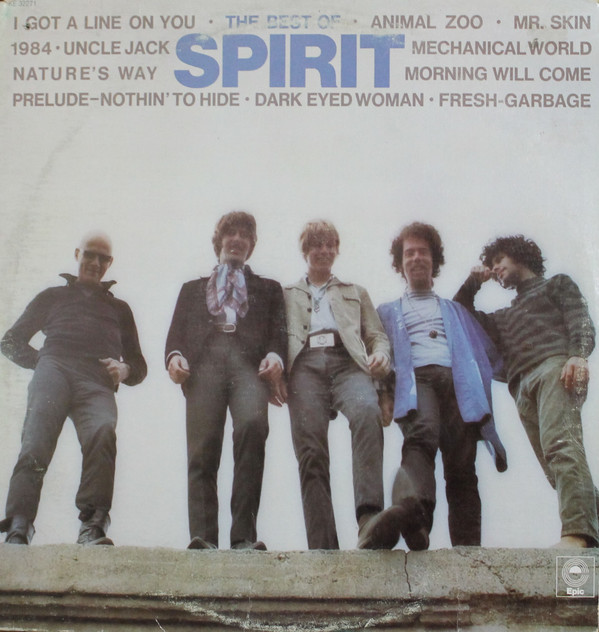 I GOT A LINE ON YOU · THE BEST OF · ANIMAL ZOO · MR. SKIN
1984 · UNCLE JACK
SPIRIT
MECHANICAL WORLD
NATURE'S WAY
MORNING WILL COME
PRELUDE–NOTHIN' TO HIDE · DARK EYED WOMAN · FRESH-GARBAGE
Epic